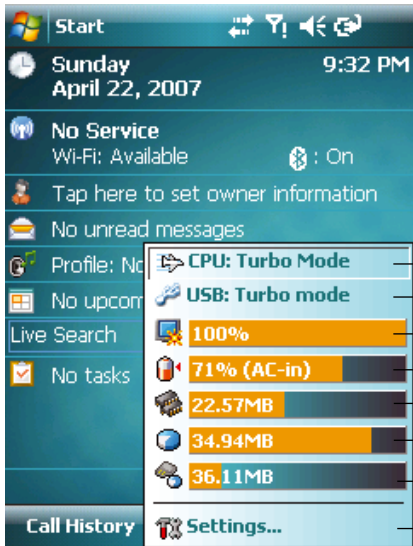 Start
Sunday 9:32 PM
April 22, 2007
No Service
Wi-Fi: Available : On
Tap here to set owner information
No unread messages
Profile: No
No upcom
Live Search
No tasks
CPU: Turbo Mode
USB: Turbo mode
100%
71% (AC-in)
22.57MB
34.94MB
36.11MB
Settings...
Call History